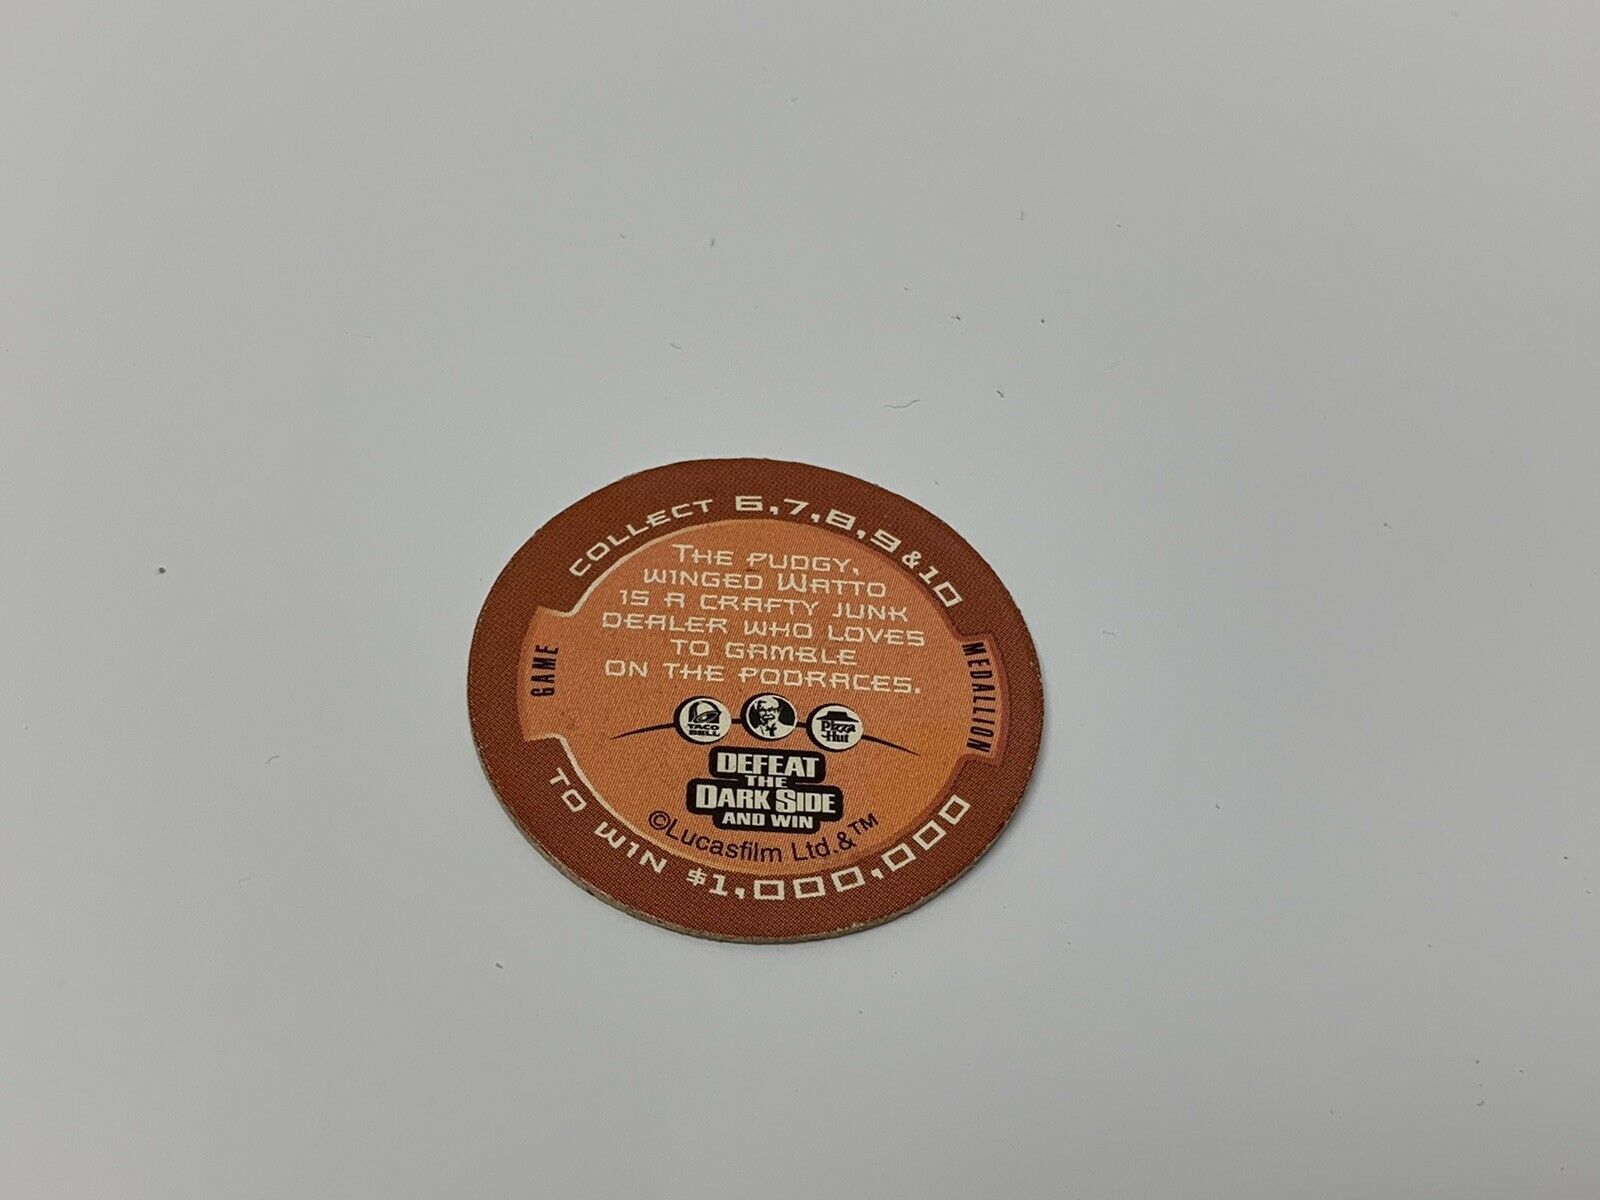 COLLECT 6,7,8,9 & 10
THE PUDGY,
WINGED WATTO
IS A CRAFTY JUNK
DEALER WHO LOVES
TO GAMBLE
ON THE PODRACES.
GAME
MEDALLION
TACO
BELL
Pizza
Hut
DEFEAT
THE
DARK SIDE
AND WIN
©Lucasfilm Ltd.&™
TO WIN $1,000,000